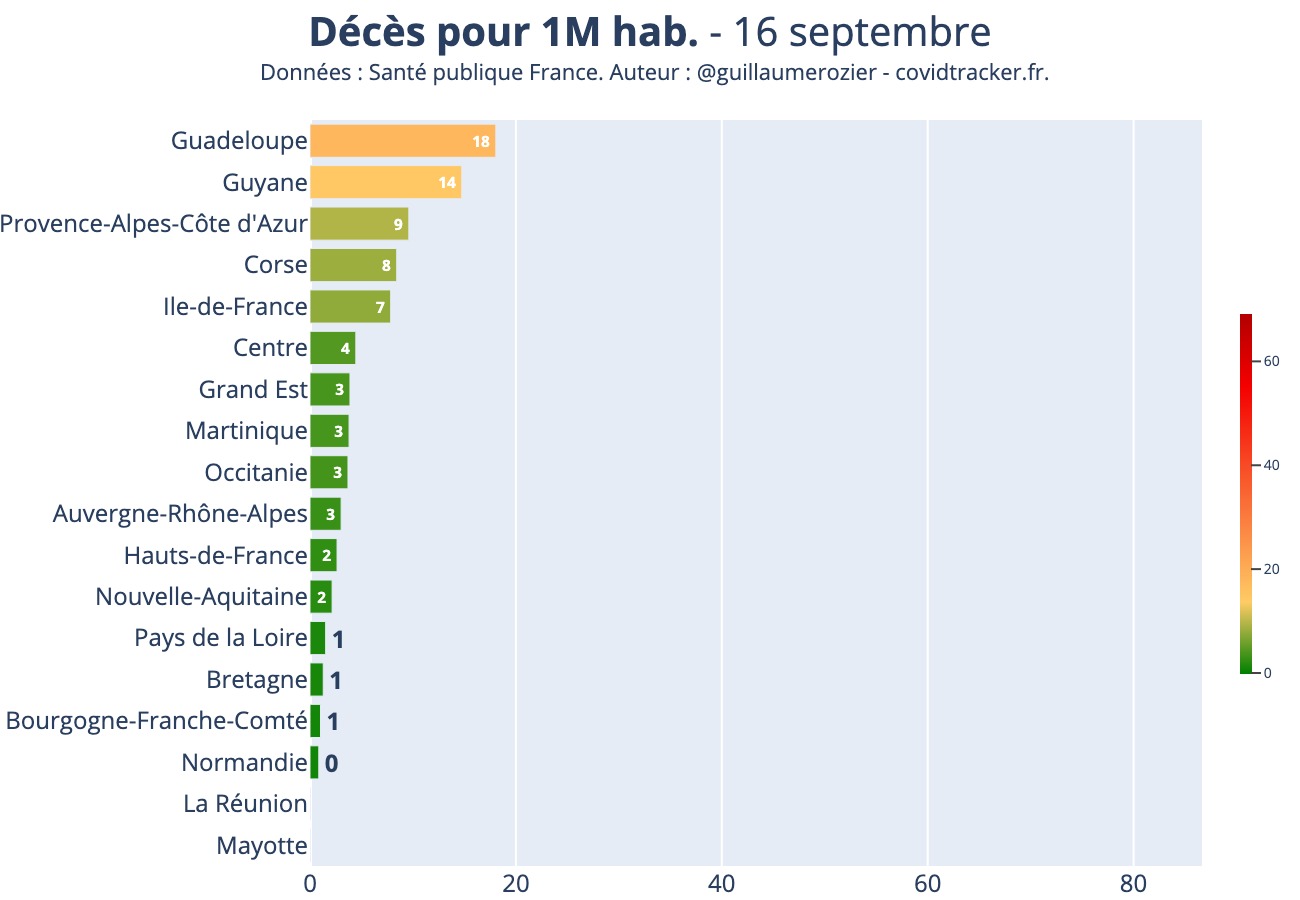 Décès pour 1M hab. - 16 septembre
Données : Santé publique France. Auteur : @guillaumerozier - covidtracker.fr.
Guadeloupe 18
Guyane 14
Provence-Alpes-Côte d'Azur 9
Corse 8
Ile-de-France 7
Centre 4
Grand Est 3
Martinique 3
Occitanie 3
Auvergne-Rhône-Alpes 3
Hauts-de-France 2
Nouvelle-Aquitaine 2
Pays de la Loire 1
Bretagne 1
Bourgogne-Franche-Comté 1
Normandie 0
La Réunion
Mayotte
0 20 40 60 80
60
40
20
0